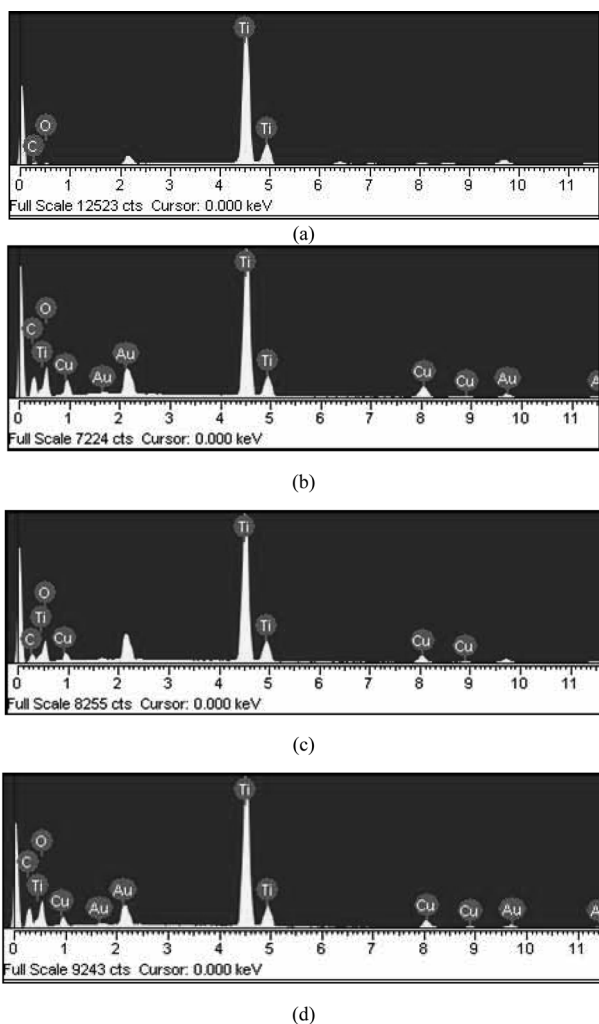 Ti
O
C
Ti
0 1 2 3 4 5 6 7 8 9 10 11
Full Scale 12523 cts Cursor: 0.000 keV
(a)
Ti
O
C
Ti Cu Au Au Ti Cu Cu Au A
0 1 2 3 4 5 6 7 8 9 10 11
Full Scale 7224 cts Cursor: 0.000 keV
(b)
Ti
O
Ti
C Cu Ti Cu Cu
0 1 2 3 4 5 6 7 8 9 10 11
Full Scale 8255 cts Cursor: 0.000 keV
(c)
Ti
O
C
Ti Cu Au Au Ti Cu Cu Au A
0 1 2 3 4 5 6 7 8 9 10 11
Full Scale 9243 cts Cursor: 0.000 keV
(d)